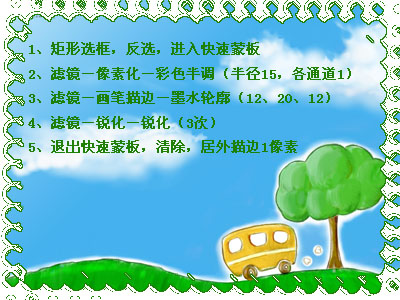 1、矩形选框，反选，进入快速蒙板
2、滤镜—像素化—彩色半调（半径15，各通道1）
3、滤镜—画笔描边—墨水轮廓（12、20、12）
4、滤镜—锐化—锐化（3次）
5、退出快速蒙板，清除，居外描边1像素